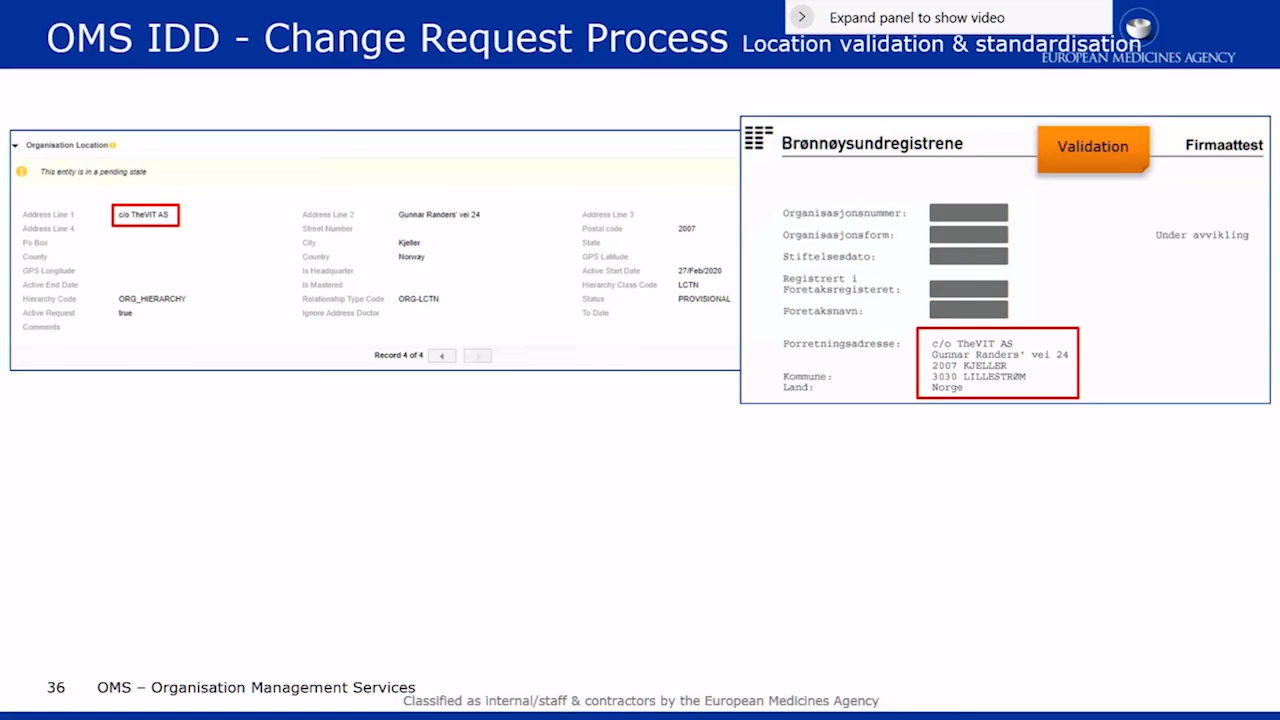 OMS IDD - Change Request Process Location validation & standardisation
Expand panel to show video
EUROPEAN MEDICINES AGENCY
Organisation Location
This entity is in a pending state
Address Line 1 c/o TheVIT AS Address Line 2 Gunnar Randers' vei 24 Address Line 3
Address Line 4 Street Number Postal code 2007
Po Box City Kjeller State
County Country Norway GPS Latitude
GPS Longitude Is Headquarter Active Start Date 27/Feb/2020
Active End Date Is Mastered Hierarchy Class Code LCTN
Hierarchy Code ORG_HIERARCHY Relationship Type Code ORG-LCTN Status PROVISIONAL
Active Request true Ignore Address Doctor To Date
Comments
Record 4 of 4
Brønnøysundregistrene
Validation
Firmaattest
Organisasjonsnummer:
Organisasjonsform: Under avvikling
Stiftelsesdato:
Registrert i
Foretaksregisteret:
Foretaksnavn:
Forretningsadresse: c/o TheVIT AS
Gunnar Randers' vei 24
2007 KJELLER
Kommune: 3030 LILLESTRØM
Land: Norge
36 OMS – Organisation Management Services
Classified as internal/staff & contractors by the European Medicines Agency